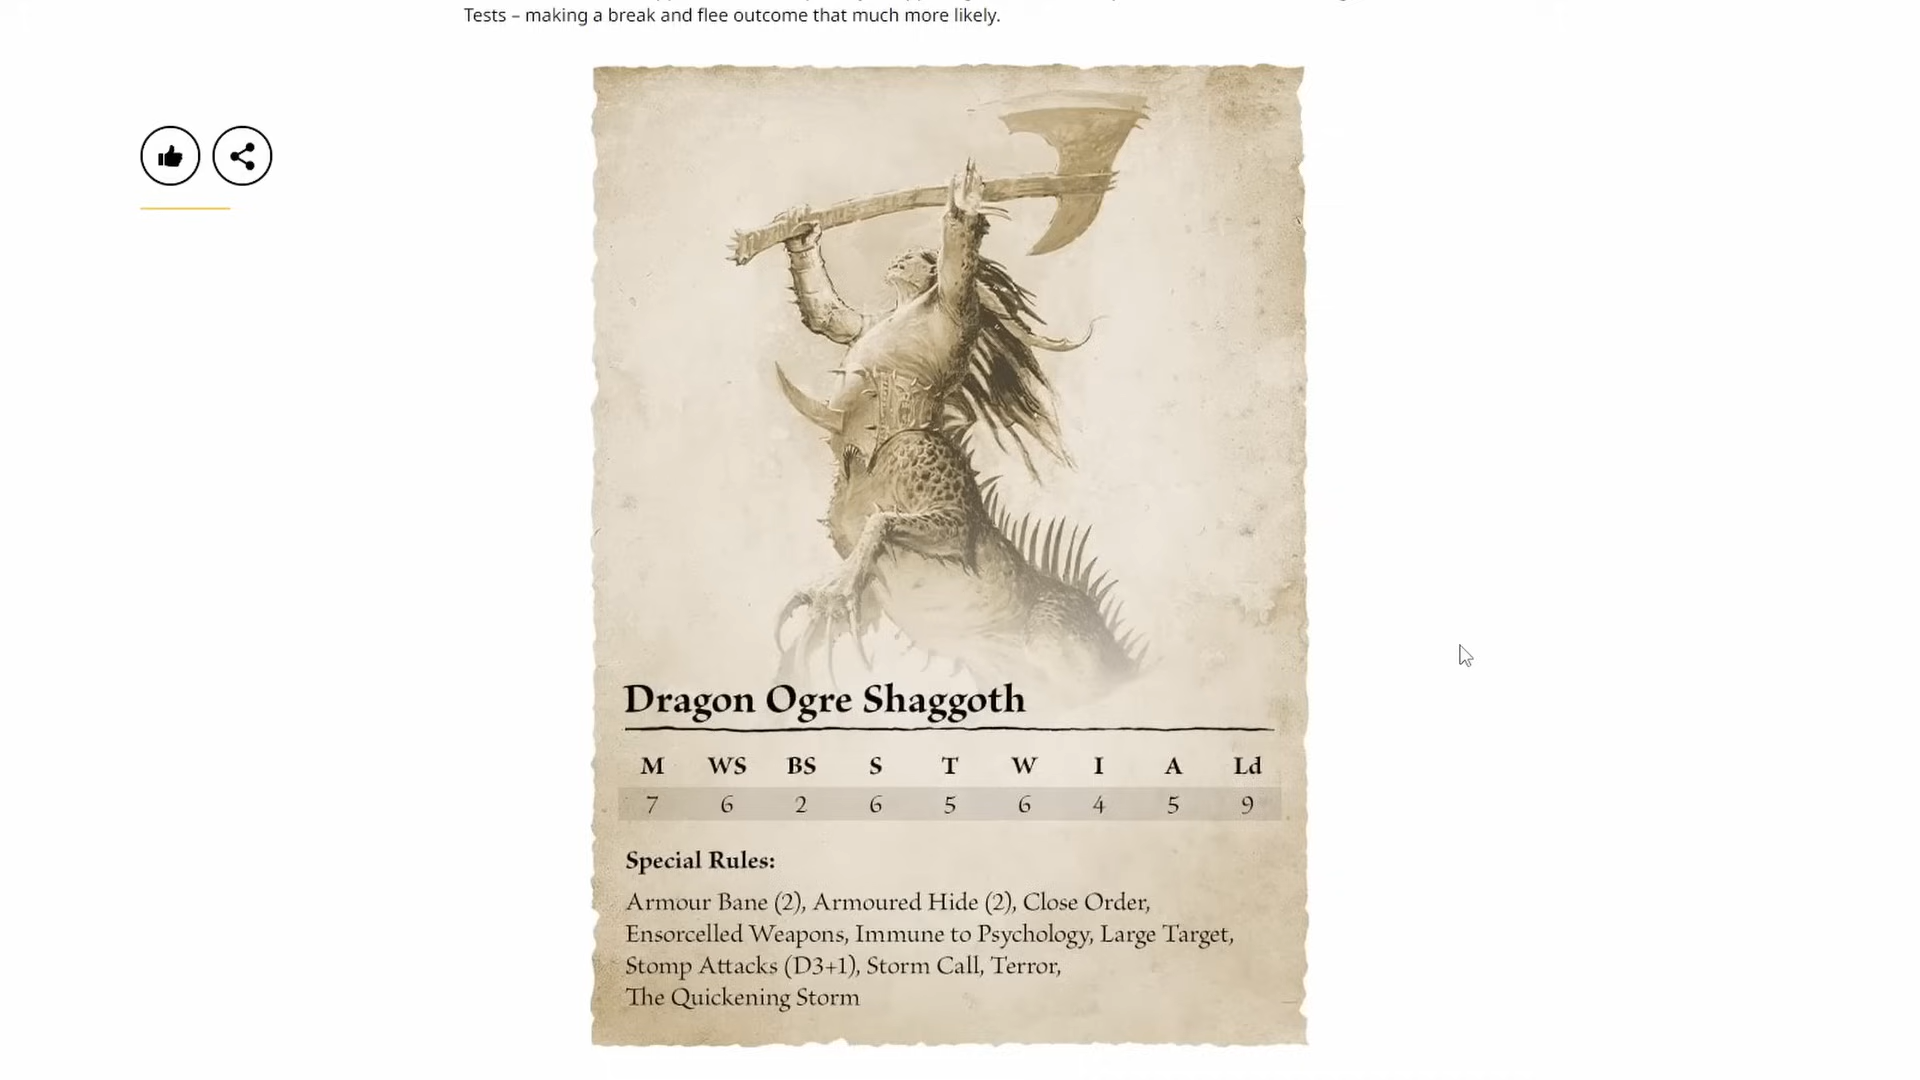 Tests – making a break and flee outcome that much more likely.
Dragon Ogre Shaggoth
M WS BS S T W I A Ld
7 6 2 6 5 6 4 5 9
Special Rules:
Armour Bane (2), Armoured Hide (2), Close Order,
Ensorcelled Weapons, Immune to Psychology, Large Target,
Stomp Attacks (D3+1), Storm Call, Terror,
The Quickening Storm